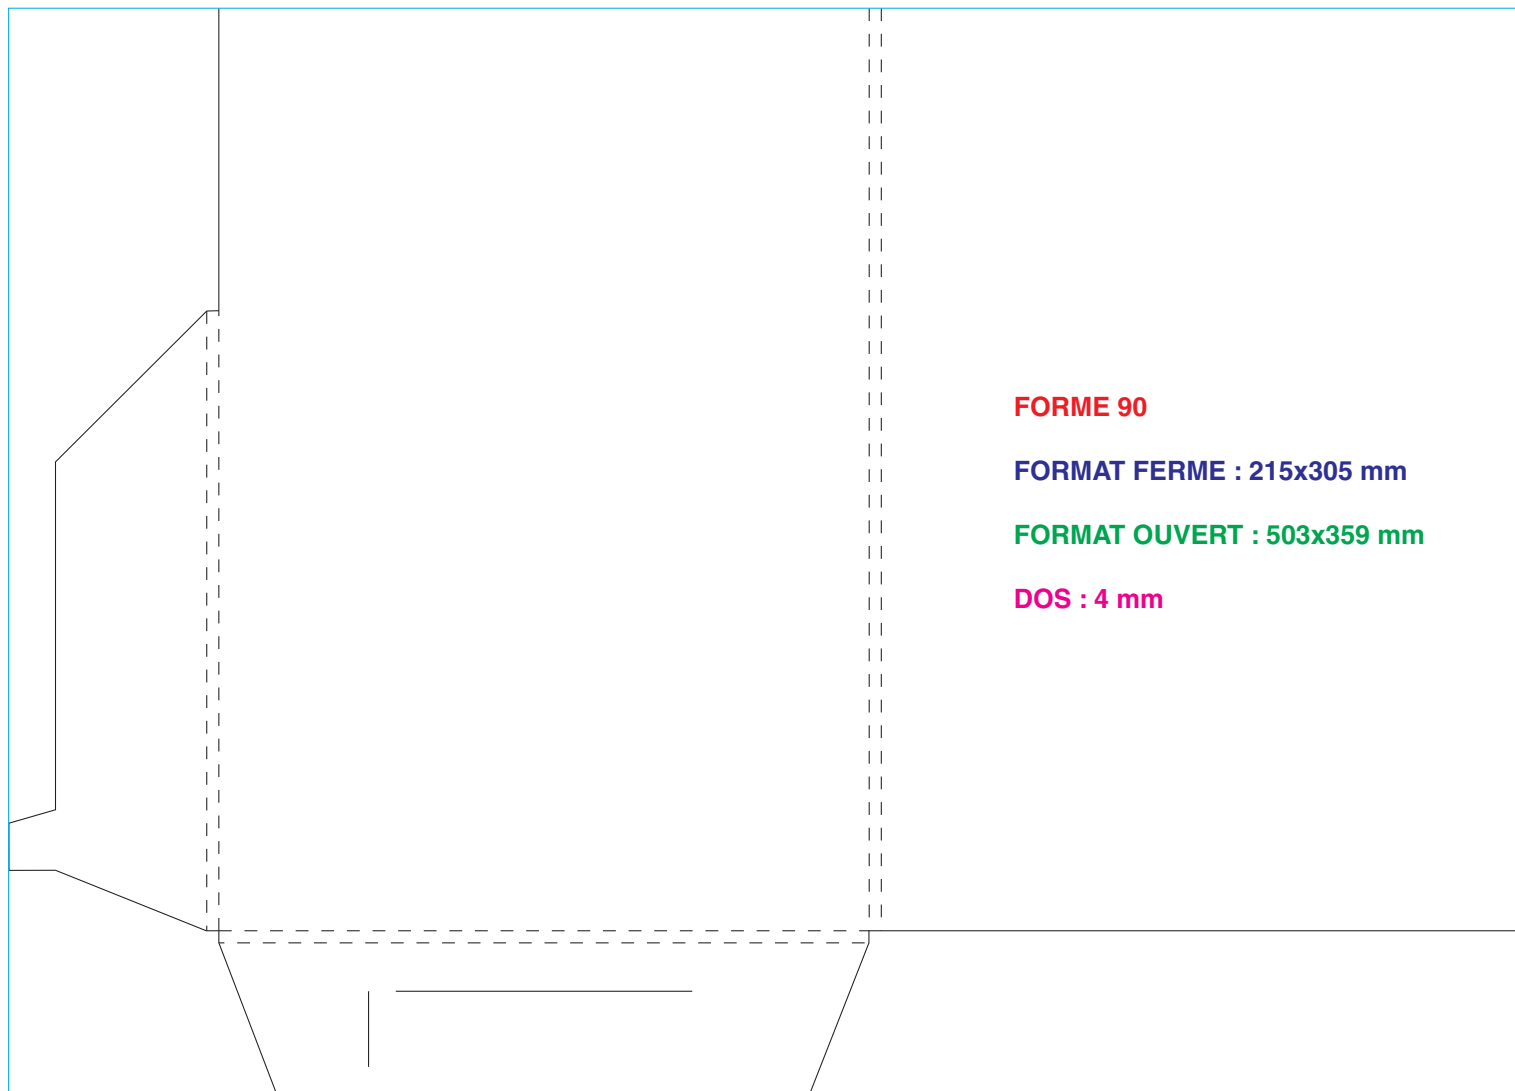 FORME 90
FORMAT FERME : 215x305 mm
FORMAT OUVERT : 503x359 mm
DOS : 4 mm